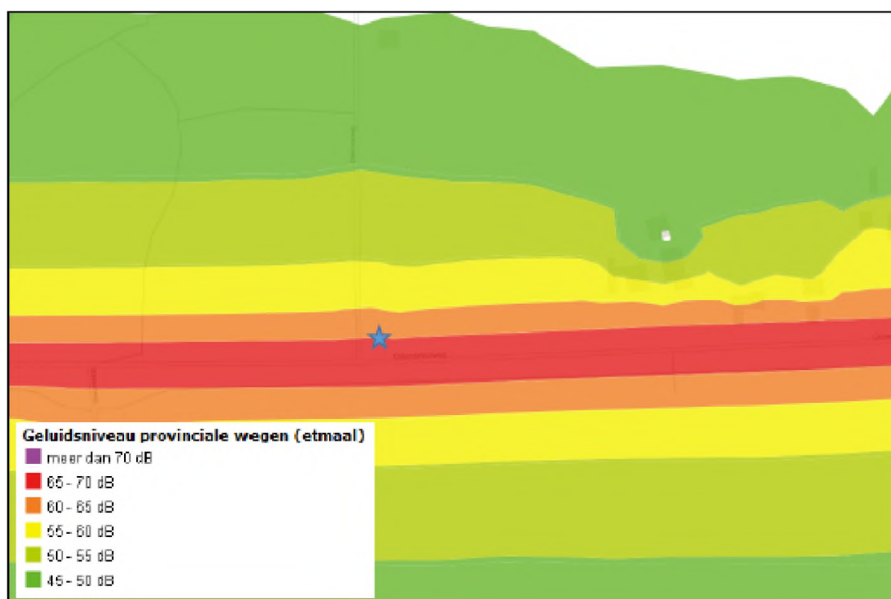 Geluidsniveau provinciale wegen (etmaal)
meer dan 70 dB
65 - 70 dB
60 - 65 dB
55 - 60 dB
50 - 55 dB
45 - 50 dB